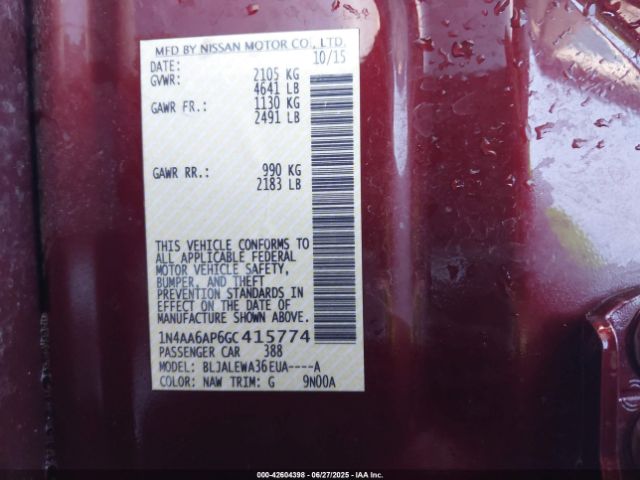 MFD BY NISSAN MOTOR CO., LTD.
DATE: 10/15
GVWR: 2105 KG
4641 LB
GAWR FR.: 1130 KG
2491 LB
GAWR RR.: 990 KG
2183 LB
THIS VEHICLE CONFORMS TO
ALL APPLICABLE FEDERAL
MOTOR VEHICLE SAFETY,
BUMPER, AND THEFT
PREVENTION STANDARDS IN
EFFECT ON THE DATE OF
MANUFACTURE SHOWN ABOVE.
1N4AA6AP6GC415774
PASSENGER CAR 388
MODEL: BLJALEWA36EUA----A
COLOR: NAW TRIM: G 9N00A
000-42604398 | 06/27/2025 | IAA Inc.